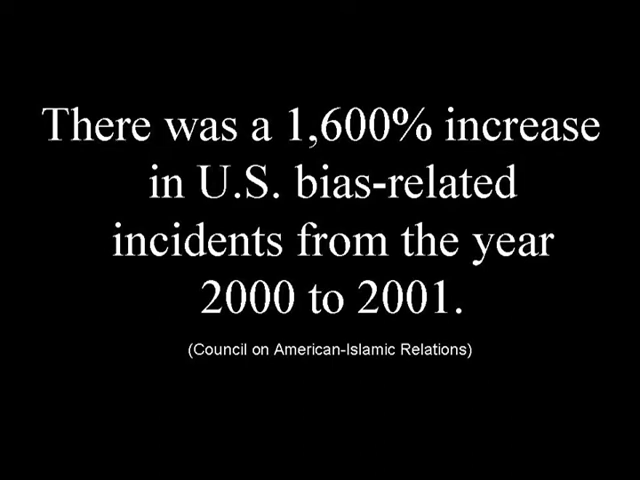 There was a 1,600% increase
in U.S. bias-related
incidents from the year
2000 to 2001.
(Council on American-Islamic Relations)